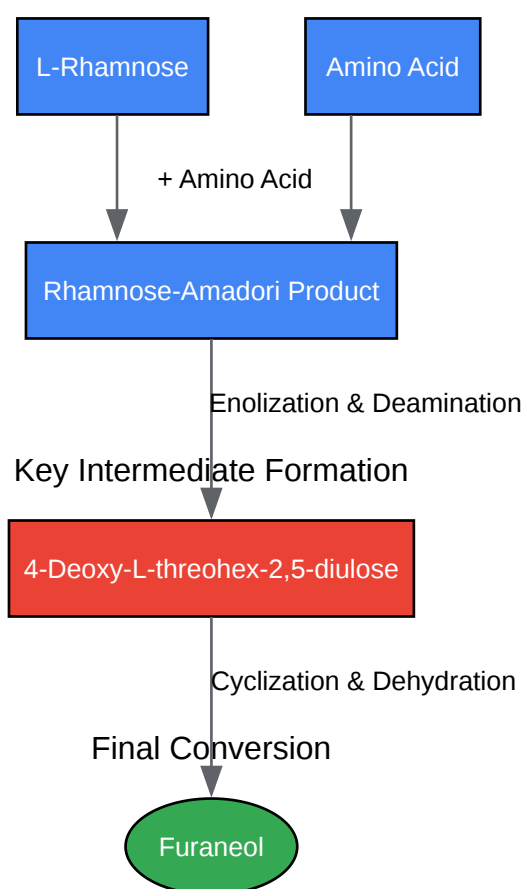 L-Rhamnose
Amino Acid
+ Amino Acid
Rhamnose-Amadori Product
Enolization & Deamination
Key Intermediate Formation
4-Deoxy-L-threohex-2,5-diulose
Cyclization & Dehydration
Final Conversion
Furaneol